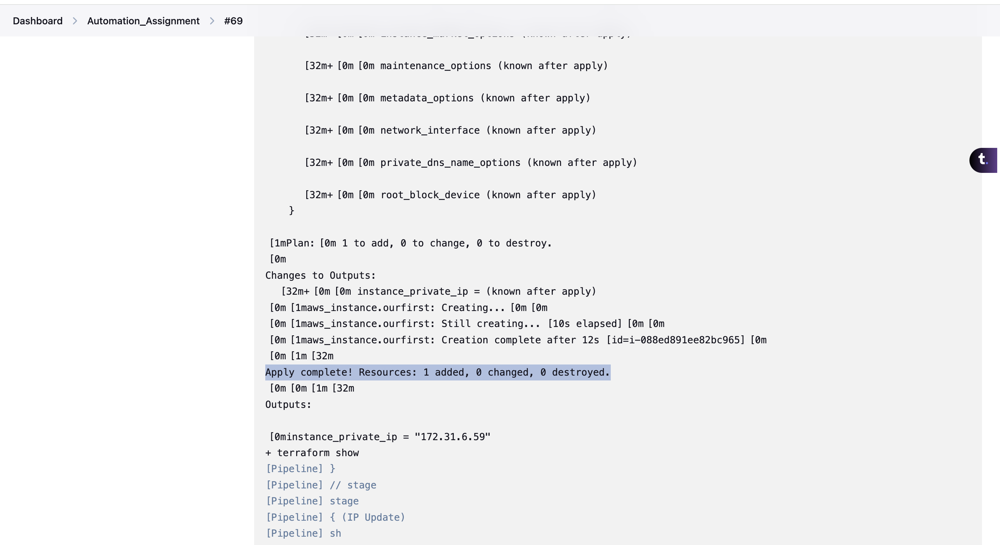 Dashboard > Automation_Assignment > #69
[32m+ [0m [0m maintenance_options (known after apply)
[32m+ [0m [0m metadata_options (known after apply)
[32m+ [0m [0m network_interface (known after apply)
[32m+ [0m [0m private_dns_name_options (known after apply)
[32m+ [0m [0m root_block_device (known after apply)
}
[1mPlan: [0m 1 to add, 0 to change, 0 to destroy.
[0m
Changes to Outputs:
[32m+ [0m [0m instance_private_ip = (known after apply)
[0m [1maws_instance.ourfirst: Creating... [0m [0m
[0m [1maws_instance.ourfirst: Still creating... [10s elapsed] [0m [0m
[0m [1maws_instance.ourfirst: Creation complete after 12s [id=i-088ed891ee82bc965] [0m
[0m [1m [32m
Apply complete! Resources: 1 added, 0 changed, 0 destroyed.
[0m [0m [1m [32m
Outputs:
[0minstance_private_ip = "172.31.6.59"
+ terraform show
[Pipeline] }
[Pipeline] // stage
[Pipeline] stage
[Pipeline] { (IP Update)
[Pipeline] sh
t.